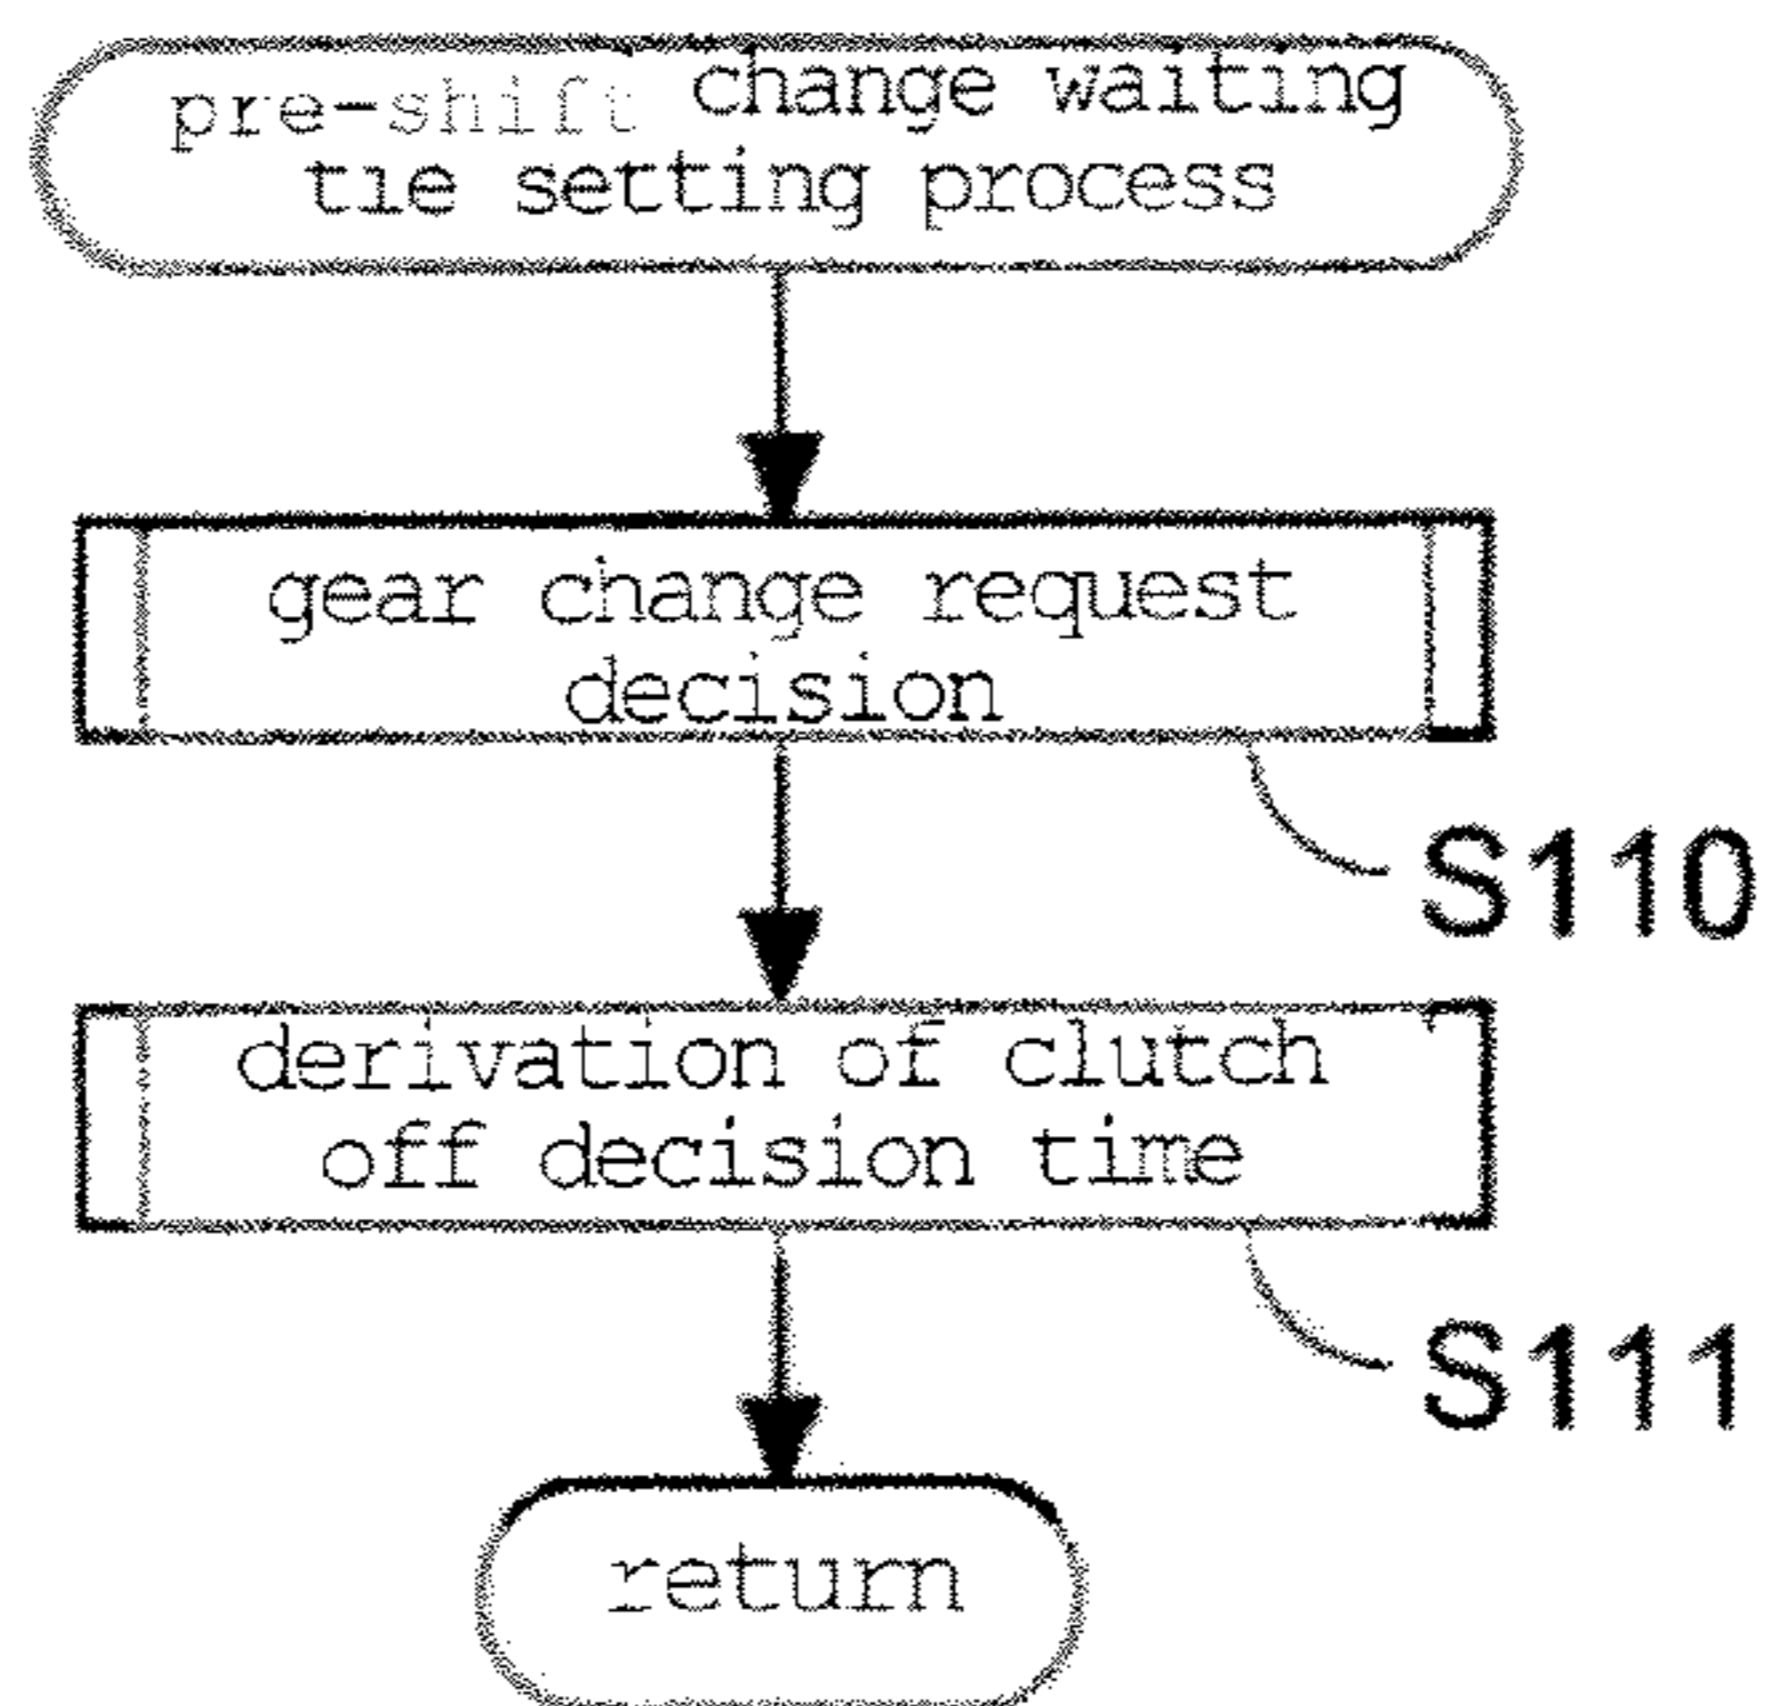 pre-shift change waiting
tie setting process
gear change request
decision
S110
derivation of clutch
off decision time
S111
return